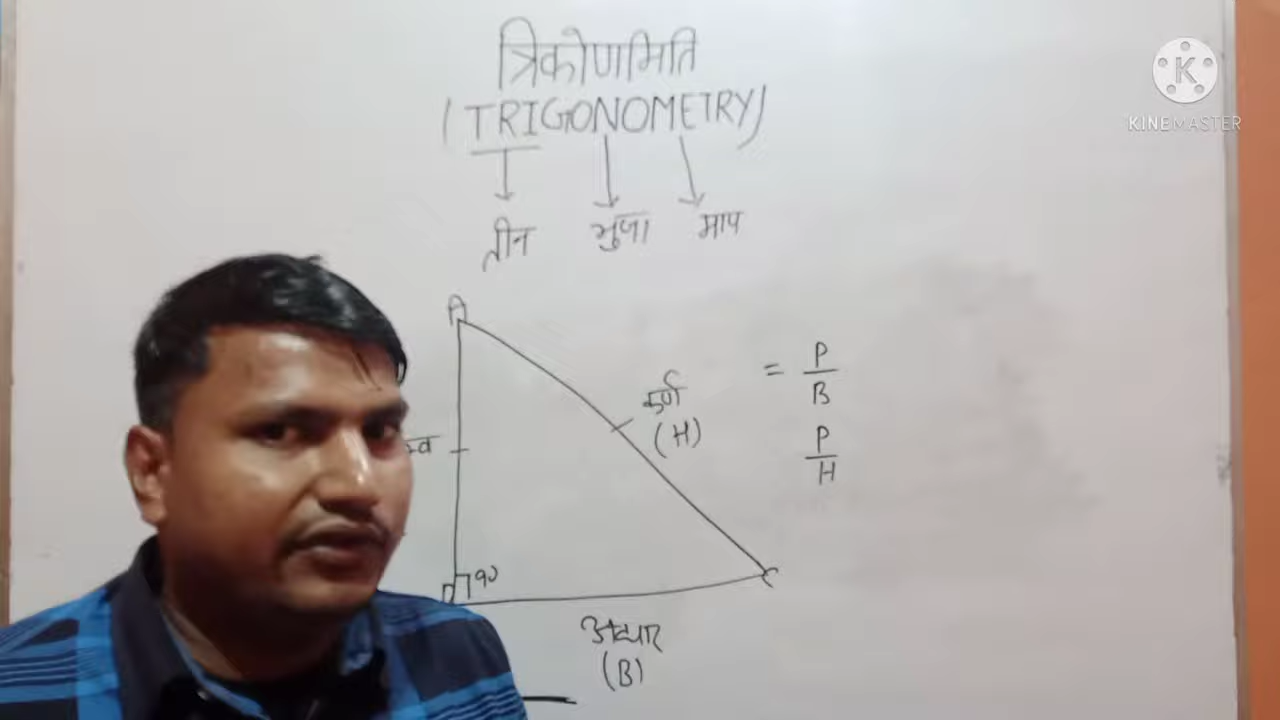 त्रिकोणमिति
(TRIGONOMETRY)
तीन भुजा माप
A
कर्ण
(H)
= P/B
P/H
90
C
आधार
(B)
K
KINEMASTER